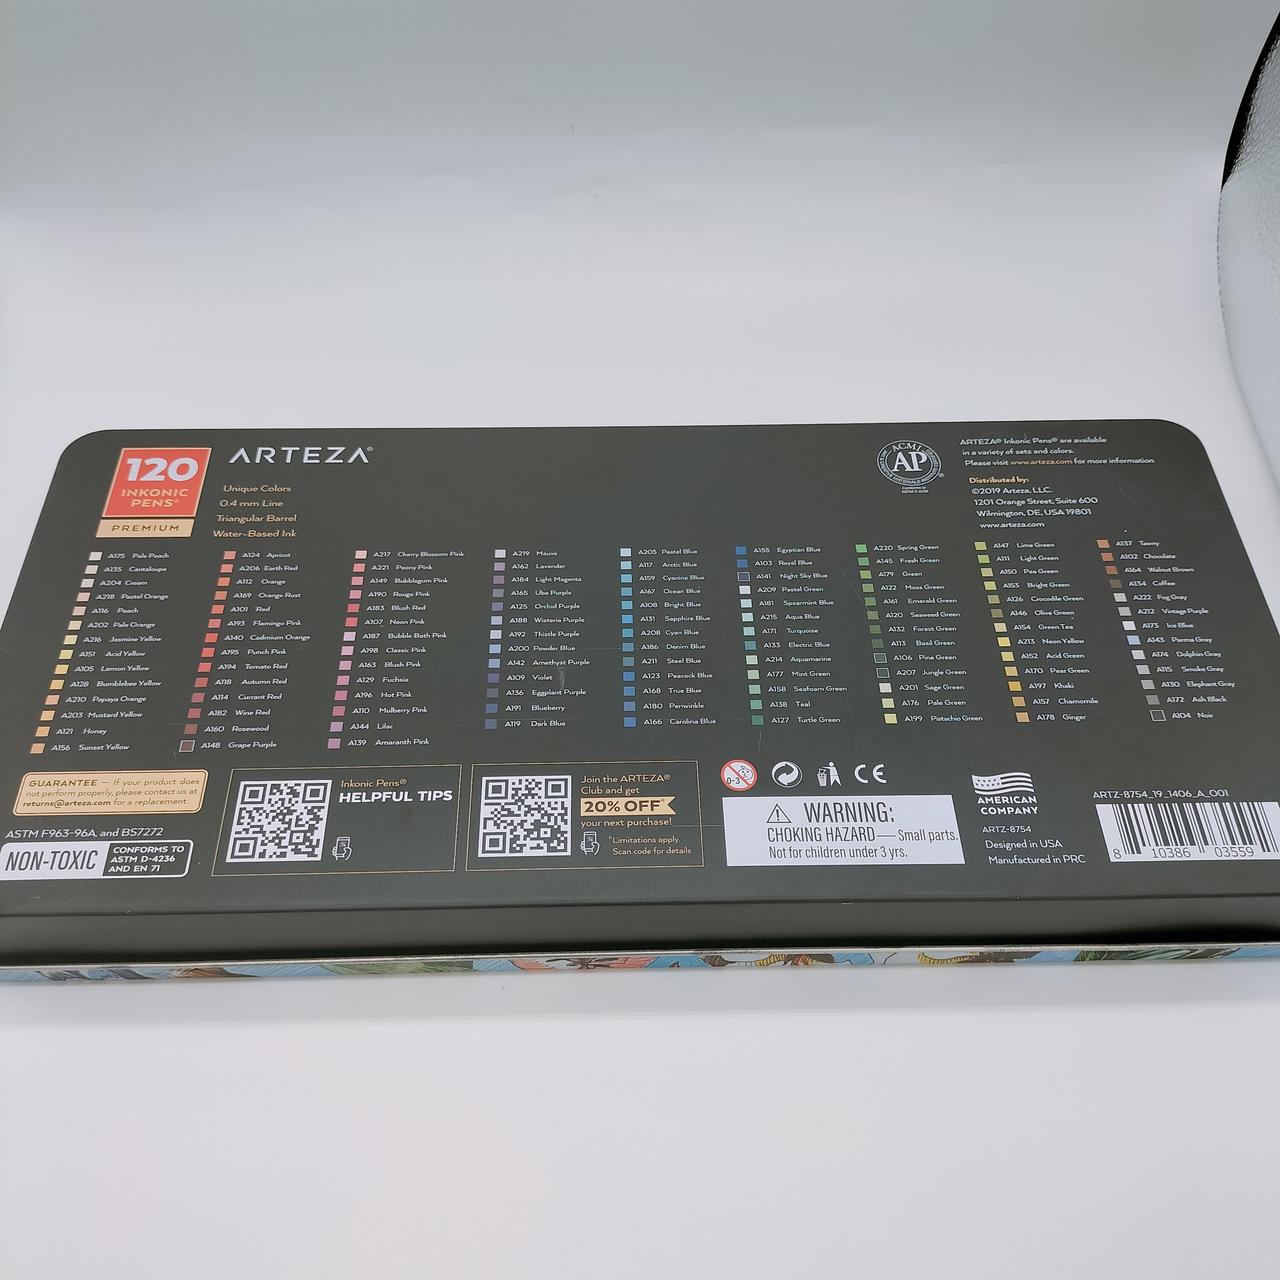 120
INKONIC
PENS®
PREMIUM
ARTEZA®
Unique Colors
0.4 mm Line
Triangular Barrel
Water-Based Ink
ACMI
AP
Conforms to
ASTM D-4236
ARTEZA® Inkonic Pens® are available
in a variety of sets and colors.
Please visit www.arteza.com for more information
Distributed by:
©2019 Arteza, LLC.
1201 Orange Street, Suite 600
Wilmington, DE, USA 19801
www.arteza.com
A175 Pale Peach
A135 Cantaloupe
A204 Cream
A218 Pastel Orange
A116 Peach
A202 Pale Orange
A216 Jasmine Yellow
A151 Acid Yellow
A105 Lemon Yellow
A128 Bumblebee Yellow
A210 Papaya Orange
A203 Mustard Yellow
A121 Honey
A156 Sunset Yellow
A124 Apricot
A206 Earth Red
A112 Orange
A169 Orange Rust
A101 Red
A193 Flamingo Pink
A140 Cadmium Orange
A195 Punch Pink
A194 Tomato Red
A118 Autumn Red
A114 Currant Red
A182 Wine Red
A160 Rosewood
A148 Grape Purple
A217 Cherry Blossom Pink
A221 Peony Pink
A149 Bubblegum Pink
A190 Rouge Pink
A183 Blush Red
A107 Neon Pink
A187 Bubble Bath Pink
A198 Classic Pink
A163 Blush Pink
A129 Fuchsia
A196 Hot Pink
A110 Mulberry Pink
A144 Lilac
A139 Amaranth Pink
A219 Mauve
A162 Lavender
A184 Light Magenta
A165 Ube Purple
A125 Orchid Purple
A188 Wisteria Purple
A192 Thistle Purple
A200 Powder Blue
A142 Amethyst Purple
A109 Violet
A136 Eggplant Purple
A191 Blueberry
A119 Dark Blue
A205 Pastel Blue
A117 Arctic Blue
A159 Cyanine Blue
A167 Ocean Blue
A108 Bright Blue
A131 Sapphire Blue
A208 Cyan Blue
A186 Denim Blue
A211 Steel Blue
A123 Peacock Blue
A168 True Blue
A180 Periwinkle
A166 Carolina Blue
A155 Egyptian Blue
A103 Royal Blue
A141 Night Sky Blue
A209 Pastel Green
A181 Spearmint Blue
A215 Aqua Blue
A171 Turquoise
A133 Electric Blue
A214 Aquamarine
A177 Mint Green
A158 Seafoam Green
A138 Teal
A127 Turtle Green
A220 Spring Green
A145 Fresh Green
A179 Green
A122 Moss Green
A161 Emerald Green
A120 Seaweed Green
A132 Forest Green
A113 Basil Green
A106 Pine Green
A207 Jungle Green
A201 Sage Green
A176 Pale Green
A199 Pistachio Green
A147 Lime Green
A111 Light Green
A150 Pea Green
A153 Bright Green
A126 Crocodile Green
A146 Olive Green
A154 Green Tea
A213 Neon Yellow
A152 Acid Green
A170 Pear Green
A197 Khaki
A157 Chamomile
A178 Ginger
A137 Tawny
A102 Chocolate
A164 Walnut Brown
A134 Coffee
A222 Fog Gray
A212 Vintage Purple
A173 Ice Blue
A143 Parma Gray
A174 Dolphin Gray
A115 Smoke Gray
A130 Elephant Gray
A172 Ash Black
A104 Noir
GUARANTEE — If your product does
not perform properly, please contact us at
returns@arteza.com for a replacement.
ASTM F963-96A, and BS7272
NON-TOXIC
CONFORMS TO
ASTM D-4236
AND EN 71
Inkonic Pens®
HELPFUL TIPS
Join the ARTEZA®
Club and get
20% OFF*
your next purchase!
*Limitations apply.
Scan code for details
0-3
CE
WARNING:
CHOKING HAZARD — Small parts.
Not for children under 3 yrs.
AMERICAN
COMPANY
ARTZ-8754
Designed in USA
Manufactured in PRC
ARTZ-8754_19_1406_A_001
8 10386 03559